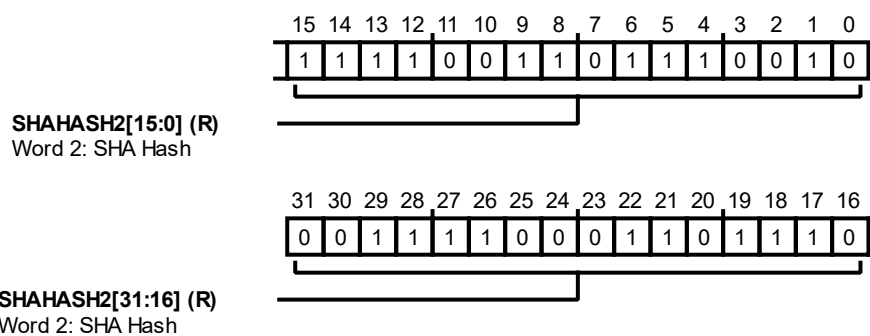 15 14 13 12 11 10 9 8 7 6 5 4 3 2 1 0
1 1 1 1 0 0 1 1 0 1 1 1 0 0 1 0
SHAHASH2[15:0] (R)
Word 2: SHA Hash
31 30 29 28 27 26 25 24 23 22 21 20 19 18 17 16
0 0 1 1 1 1 0 0 0 1 1 0 1 1 1 0
SHAHASH2[31:16] (R)
Word 2: SHA Hash